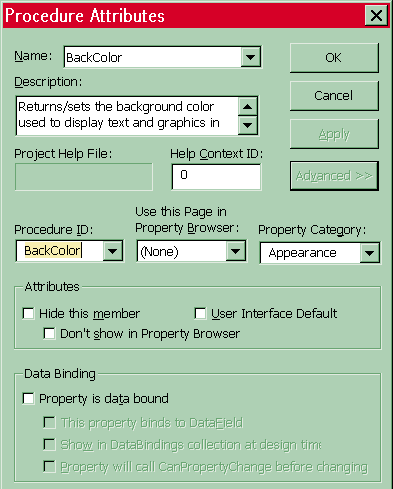 Procedure Attributes
Name: BackColor
OK
Description:
Returns/sets the background color
used to display text and graphics in
Cancel
Apply
Project Help File: Help Context ID:
0
Advanced >>
Use this Page in
Procedure ID: Property Browser: Property Category:
BackColor (None) Appearance
Attributes
Hide this member User Interface Default
Don't show in Property Browser
Data Binding
Property is data bound
This property binds to DataField
Show in DataBindings collection at design time
Property will call CanPropertyChange before changing